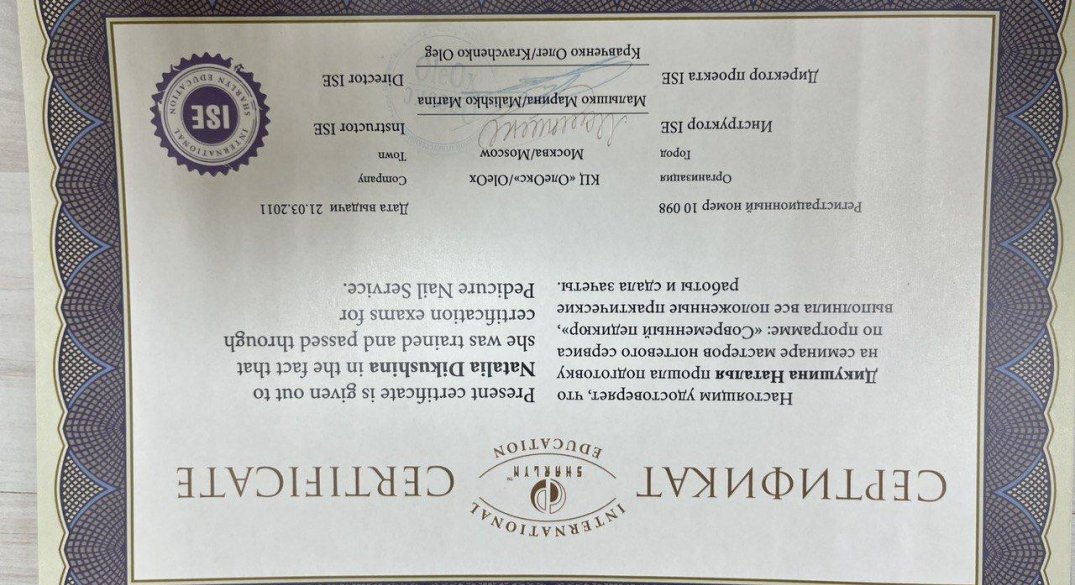 СЕРТИФИКАТ
INTERNATIONAL
SHARLYN™
EDUCATION
CERTIFICATE
Настоящим удостоверяет, что
Дикушина Наталья прошла подготовку
на семинаре мастеров ногтевого сервиса
по программе: «Современный педикюр»,
выполнила все положенные практические
работы и сдала зачеты.
Present certificate is given out to
Natalia Dikushina in the fact that
she was trained and passed through
certification exams for
Pedicure Nail Service.
Регистрационный номер 10 098
Дата выдачи 21.03.2011
Организация КЦ «ОлеОкс»/OleOx Company
Город Москва/Moscow Town
Инструктор ISE Малышко Марина/Malishko Marina Instructor ISE
Директор проекта ISE Кравченко Олег/Kravchenko Oleg Director ISE
INTERNATIONAL
ISE
SHARLYN EDUCATION